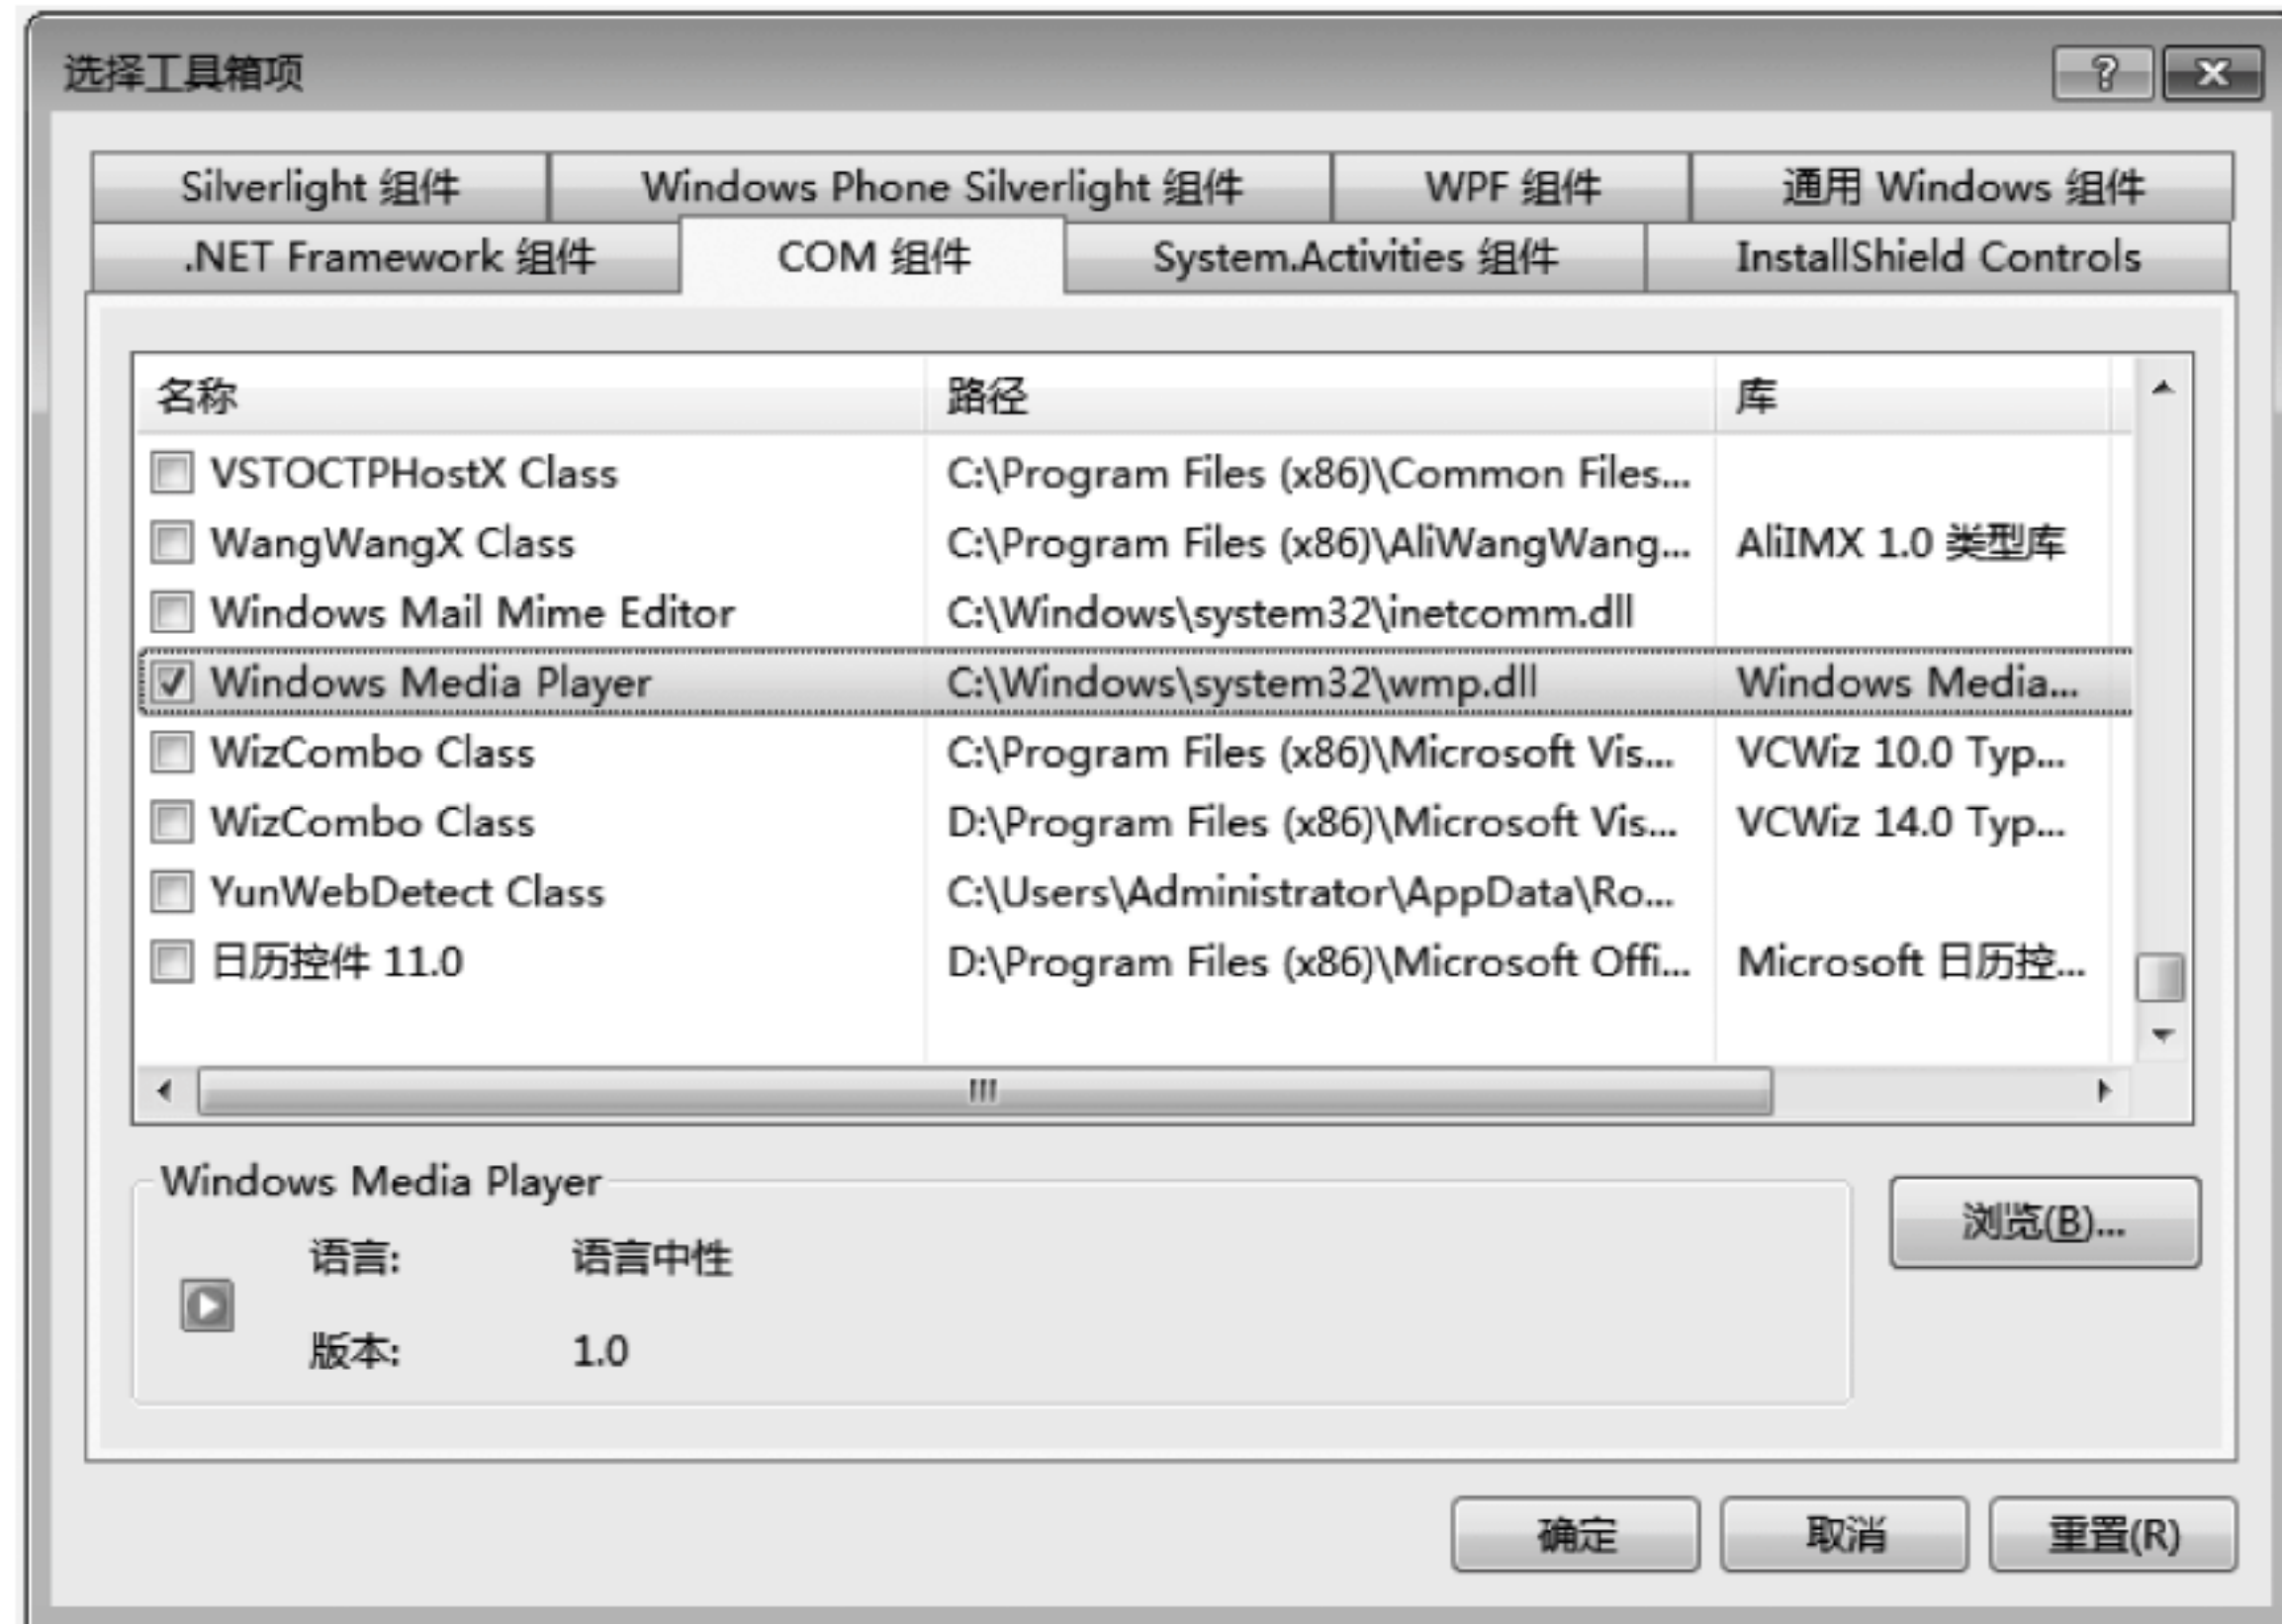 选择工具箱项
Silverlight 组件 Windows Phone Silverlight 组件 WPF 组件 通用 Windows 组件
.NET Framework 组件 COM 组件 System.Activities 组件 InstallShield Controls
名称 路径 库
VSTOCTPHostX Class C:\Program Files (x86)\Common Files...
WangWangX Class C:\Program Files (x86)\AliWangWang... AliIMX 1.0 类型库
Windows Mail Mime Editor C:\Windows\system32\inetcomm.dll
Windows Media Player C:\Windows\system32\wmp.dll Windows Media...
WizCombo Class C:\Program Files (x86)\Microsoft Vis... VCWiz 10.0 Typ...
WizCombo Class D:\Program Files (x86)\Microsoft Vis... VCWiz 14.0 Typ...
YunWebDetect Class C:\Users\Administrator\AppData\Ro...
日历控件 11.0 D:\Program Files (x86)\Microsoft Offi... Microsoft 日历控...
Windows Media Player
浏览(B)...
语言: 语言中性
版本: 1.0
确定 取消 重置(R)